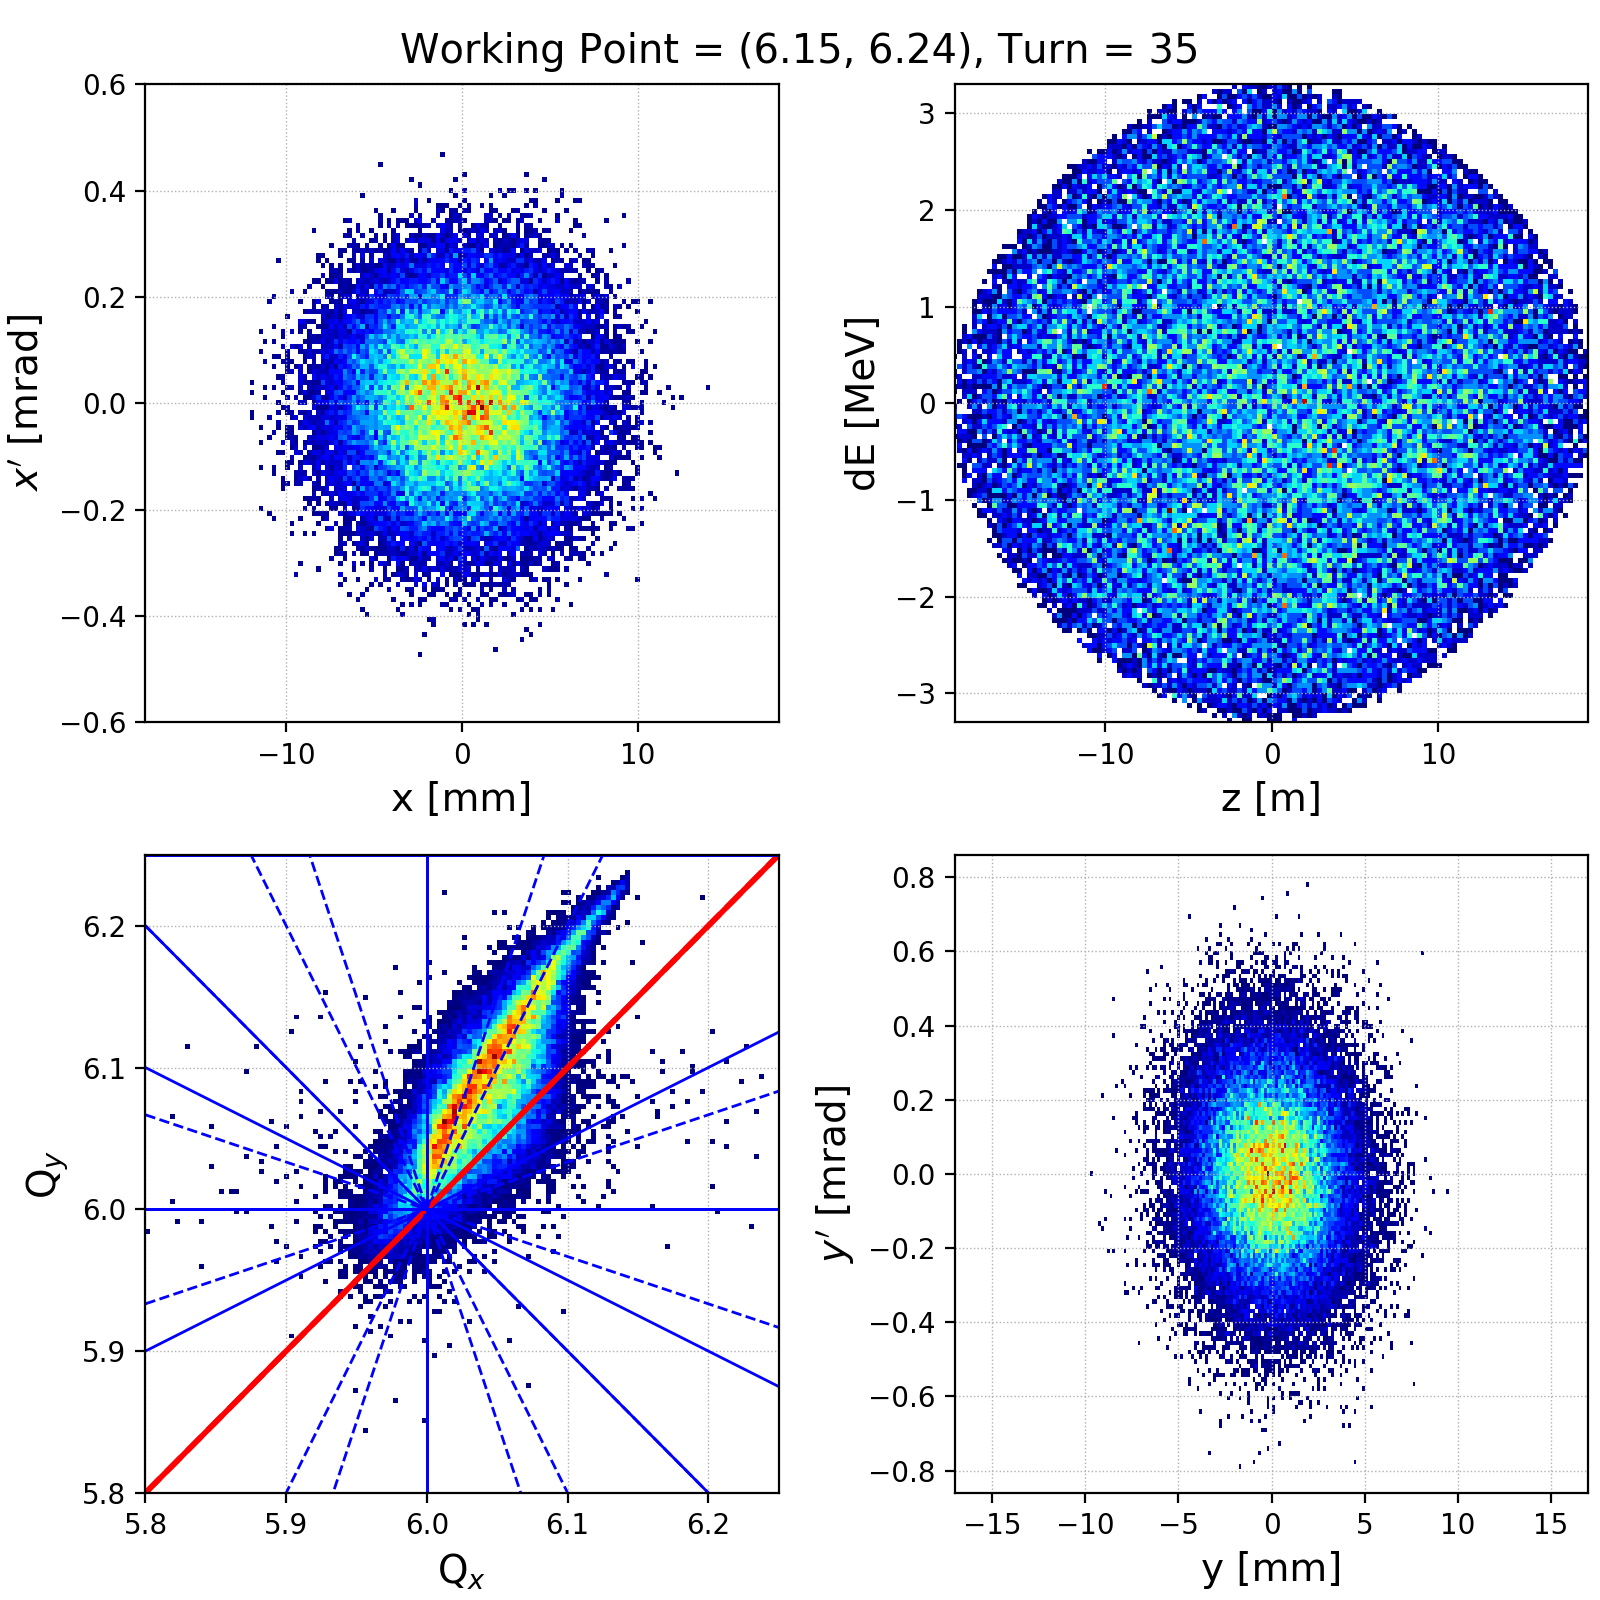 Working Point = (6.15, 6.24), Turn = 35
0.6
0.4
0.2
0.0
−0.2
−0.4
−0.6
x′ [mrad]
−10 0 10
x [mm]
3
2
1
0
−1
−2
−3
dE [MeV]
−10 0 10
z [m]
6.2
6.1
6.0
5.9
5.8
Qy
5.8 5.9 6.0 6.1 6.2
Qx
0.8
0.6
0.4
0.2
0.0
−0.2
−0.4
−0.6
−0.8
y′ [mrad]
−15 −10 −5 0 5 10 15
y [mm]